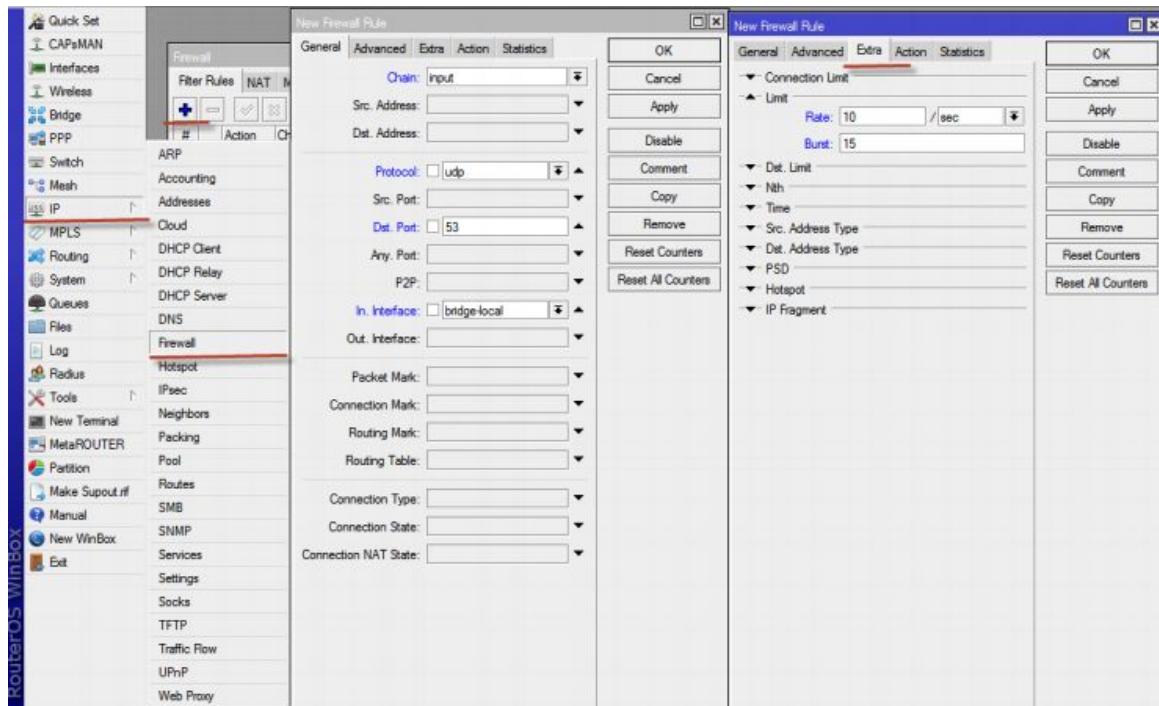 RouterOS WinBox
Quick Set
CAPsMAN
Interfaces
Wireless
Bridge
PPP
Switch
Mesh
IP
MPLS
Routing
System
Queues
Files
Log
Radius
Tools
New Terminal
MetaROUTER
Partition
Make Supout.rif
Manual
New WinBox
Exit
Firewall
Filter Rules NAT
# Action
ARP
Accounting
Addresses
Cloud
DHCP Client
DHCP Relay
DHCP Server
DNS
Firewall
Hotspot
IPsec
Neighbors
Packing
Pool
Routes
SMB
SNMP
Services
Settings
Socks
TFTP
Traffic Flow
UPnP
Web Proxy
New Firewall Rule
General Advanced Extra Action Statistics
Chain: input
Src. Address:
Dst. Address:
Protocol: udp
Src. Port:
Dst. Port: 53
Any. Port:
P2P:
In. Interface: bridge-local
Out. Interface:
Packet Mark:
Connection Mark:
Routing Mark:
Routing Table:
Connection Type:
Connection State:
Connection NAT State:
OK
Cancel
Apply
Disable
Comment
Copy
Remove
Reset Counters
Reset All Counters
New Firewall Rule
General Advanced Extra Action Statistics
Connection Limit
Limit
Rate: 10 / sec
Burst: 15
Dst. Limit
Nth
Time
Src. Address Type
Dst. Address Type
PSD
Hotspot
IP Fragment
OK
Cancel
Apply
Disable
Comment
Copy
Remove
Reset Counters
Reset All Counters